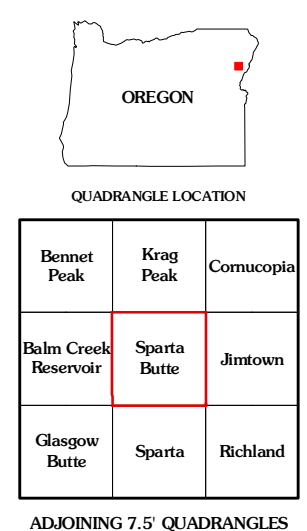 OREGON
QUADRANGLE LOCATION
Bennet Peak
Krag Peak
Cornucopia
Balm Creek Reservoir
Sparta Butte
Jimtown
Glasgow Butte
Sparta
Richland
ADJOINING 7.5' QUADRANGLES